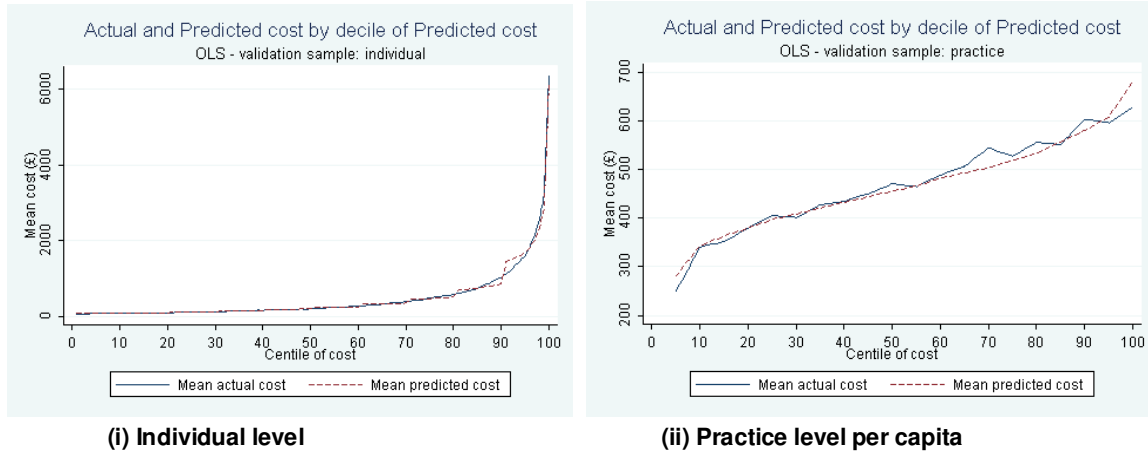 Actual and Predicted cost by decile of Predicted cost
OLS - validation sample: individual
Mean cost (£)
6000
4000
2000
0
0 10 20 30 40 50 60 70 80 90 100
Centile of cost
Mean actual cost
Mean predicted cost
(i) Individual level
Actual and Predicted cost by decile of Predicted cost
OLS - validation sample: practice
Mean cost (£)
700
600
500
400
300
200
0 10 20 30 40 50 60 70 80 90 100
Centile of cost
Mean actual cost
Mean predicted cost
(ii) Practice level per capita